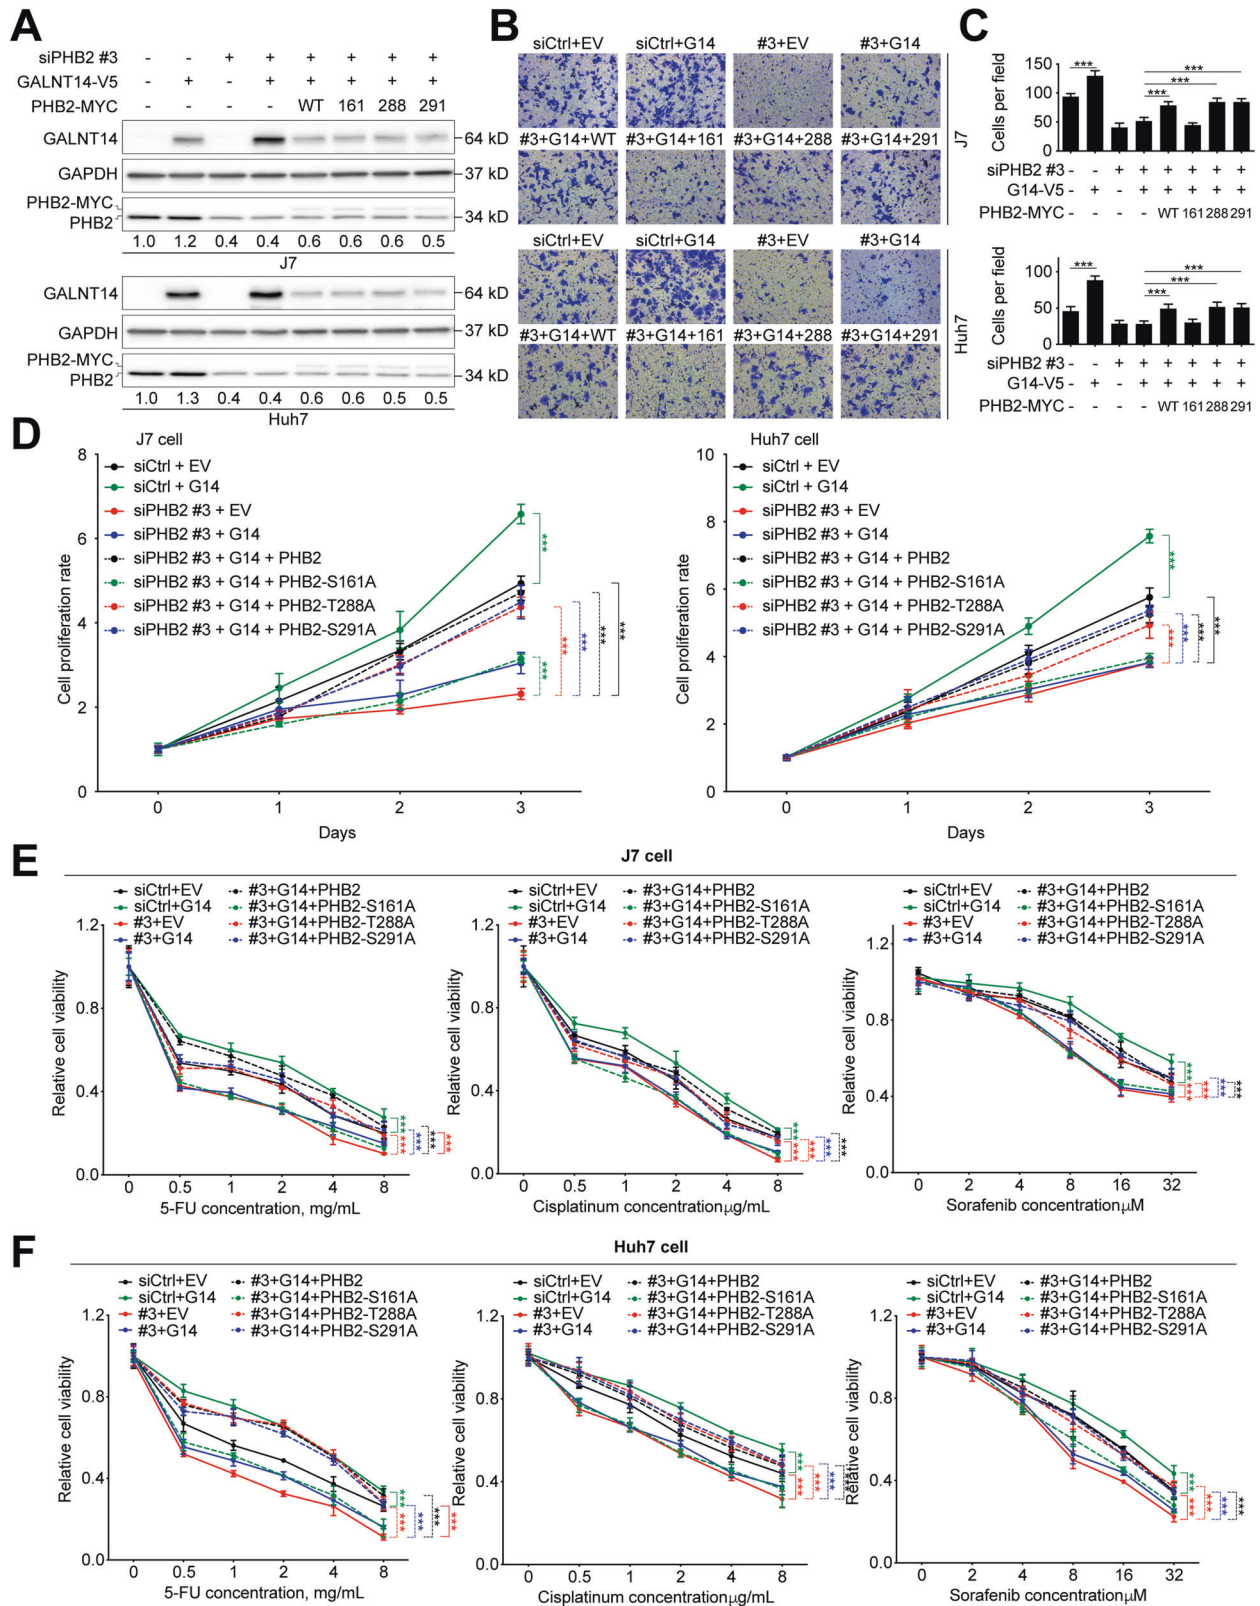 A
siPHB2 #3 - - + + + + + +
GALNT14-V5 - + - + + + + +
PHB2-MYC - - - - WT 161 288 291
GALNT14 64 kD
GAPDH 37 kD
PHB2-MYC
PHB2 34 kD
1.0 1.2 0.4 0.4 0.6 0.6 0.6 0.5
J7
GALNT14 64 kD
GAPDH 37 kD
PHB2-MYC
PHB2 34 kD
1.0 1.3 0.4 0.4 0.6 0.6 0.5 0.5
Huh7
B
siCtrl+EV siCtrl+G14 #3+EV #3+G14
#3+G14+WT #3+G14+161 #3+G14+288 #3+G14+291
J7
siCtrl+EV siCtrl+G14 #3+EV #3+G14
#3+G14+WT #3+G14+161 #3+G14+288 #3+G14+291
Huh7
C
Cells per field
150
100
50
0
*** *** *** ***
siPHB2 #3 - - + + + + + +
G14-V5 - + - + + + + +
PHB2-MYC - - - - WT 161 288 291
Cells per field
100
50
0
*** *** *** ***
siPHB2 #3 - - + + + + + +
G14-V5 - + - + + + + +
PHB2-MYC - - - - WT 161 288 291
D
J7 cell
Cell proliferation rate
8
6
4
2
0
siCtrl + EV
siCtrl + G14
siPHB2 #3 + EV
siPHB2 #3 + G14
siPHB2 #3 + G14 + PHB2
siPHB2 #3 + G14 + PHB2-S161A
siPHB2 #3 + G14 + PHB2-T288A
siPHB2 #3 + G14 + PHB2-S291A
*** *** *** *** *** ***
0 1 2 3
Days
Huh7 cell
Cell proliferation rate
10
8
6
4
2
0
siCtrl + EV
siCtrl + G14
siPHB2 #3 + EV
siPHB2 #3 + G14
siPHB2 #3 + G14 + PHB2
siPHB2 #3 + G14 + PHB2-S161A
siPHB2 #3 + G14 + PHB2-T288A
siPHB2 #3 + G14 + PHB2-S291A
*** *** *** *** ***
0 1 2 3
Days
E
J7 cell
siCtrl+EV #3+G14+PHB2
siCtrl+G14 #3+G14+PHB2-S161A
#3+EV #3+G14+PHB2-T288A
#3+G14 #3+G14+PHB2-S291A
Relative cell viability
1.2
0.8
0.4
0.0
*** *** *** *** ***
0 0.5 1 2 4 8
5-FU concentration, mg/mL
siCtrl+EV #3+G14+PHB2
siCtrl+G14 #3+G14+PHB2-S161A
#3+EV #3+G14+PHB2-T288A
#3+G14 #3+G14+PHB2-S291A
Relative cell viability
1.2
0.8
0.4
0.0
*** *** *** *** ***
0 0.5 1 2 4 8
Cisplatinum concentrationμg/mL
siCtrl+EV #3+G14+PHB2
siCtrl+G14 #3+G14+PHB2-S161A
#3+EV #3+G14+PHB2-T288A
#3+G14 #3+G14+PHB2-S291A
Relative cell viability
1.2
0.8
0.4
0.0
*** *** *** *** ***
0 2 4 8 16 32
Sorafenib concentrationμM
F
Huh7 cell
siCtrl+EV #3+G14+PHB2
siCtrl+G14 #3+G14+PHB2-S161A
#3+EV #3+G14+PHB2-T288A
#3+G14 #3+G14+PHB2-S291A
Relative cell viability
1.2
0.8
0.4
0.0
*** *** *** *** ***
0 0.5 1 2 4 8
5-FU concentration, mg/mL
siCtrl+EV #3+G14+PHB2
siCtrl+G14 #3+G14+PHB2-S161A
#3+EV #3+G14+PHB2-T288A
#3+G14 #3+G14+PHB2-S291A
Relative cell viability
1.2
0.8
0.4
0.0
*** *** *** *** ***
0 0.5 1 2 4 8
Cisplatinum concentrationμg/mL
siCtrl+EV #3+G14+PHB2
siCtrl+G14 #3+G14+PHB2-S161A
#3+EV #3+G14+PHB2-T288A
#3+G14 #3+G14+PHB2-S291A
Relative cell viability
1.2
0.8
0.4
0.0
*** *** *** *** ***
0 2 4 8 16 32
Sorafenib concentrationμM